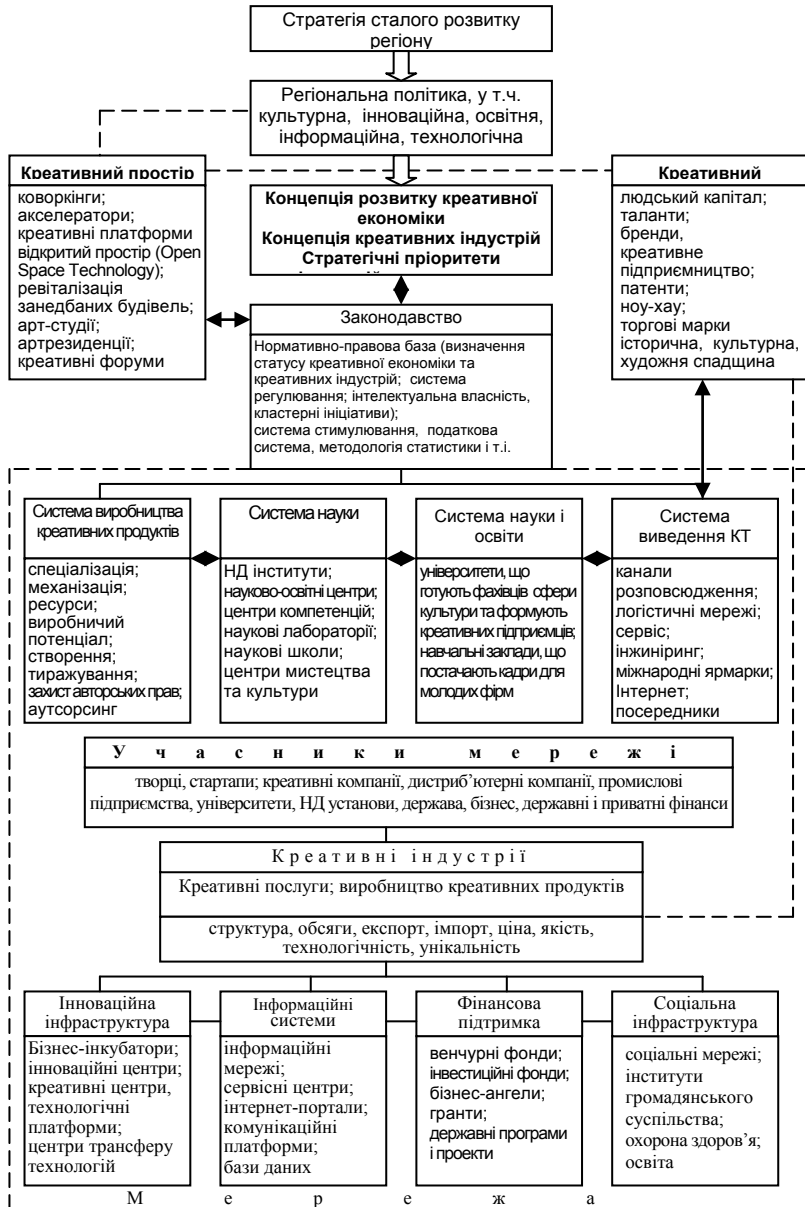 Стратегія сталого розвитку
регіону
Регіональна політика, у т.ч.
культурна, інноваційна, освітня,
інформаційна, технологічна
Креативний простір
коворкінги;
акселератори;
креативні платформи
відкритий простір (Open
Space Technology);
ревіталізація
занедбаних будівель;
арт-студії;
артрезиденції;
креативні форуми
Концепція розвитку креативної
економіки
Концепція креативних індустрій
Стратегічні пріоритети
Креативний
людський капітал;
таланти;
бренди,
креативне
підприємництво;
патенти;
ноу-хау;
торгові марки
історична, культурна,
художня спадщина
Законодавство
Нормативно-правова база (визначення
статусу креативної економіки та
креативних індустрій; система
регулювання; інтелектуальна власність,
кластерні ініціативи);
система стимулювання, податкова
система, методологія статистики і т.і.
Система виробництва
креативних продуктів
спеціалізація;
механізація;
ресурси;
виробничий
потенціал;
створення;
тиражування;
захист авторських прав;
аутсорсинг
Система науки
НД інститути;
науково-освітні центри;
центри компетенцій;
наукові лабораторії;
наукові школи;
центри мистецтва
та культури
Система науки і
освіти
університети, що
готують фахівців сфери
культури та формують
креативних підприємців;
навчальні заклади, що
постачають кадри для
молодих фірм
Система
виведення КТ
канали
розповсюдження;
логістичні мережі;
сервіс;
інжиніринг;
міжнародні ярмарки;
Інтернет;
посередники
Учасники мережі
творці, стартапи; креативні компанії, дистриб’ютерні компанії, промислові
підприємства, університети, НД установи, держава, бізнес, державні і приватні фінанси
Креативні індустрії
Креативні послуги; виробництво креативних продуктів
структура, обсяги, експорт, імпорт, ціна, якість,
технологічність, унікальність
Інноваційна
інфраструктура
Бізнес-інкубатори;
інноваційні центри;
креативні центри,
технологічні
платформи;
центри трансферу
технологій
Інформаційні
системи
інформаційні
мережі;
сервісні центри;
інтернет-портали;
комунікаційні
платформи;
бази даних
Фінансова
підтримка
венчурні фонди;
інвестиційні фонди;
бізнес-ангели;
гранти;
державні програми
і проекти
Соціальна
інфраструктура
соціальні мережі;
інститути
громадянського
суспільства;
охорона здоров’я;
освіта
Мережа